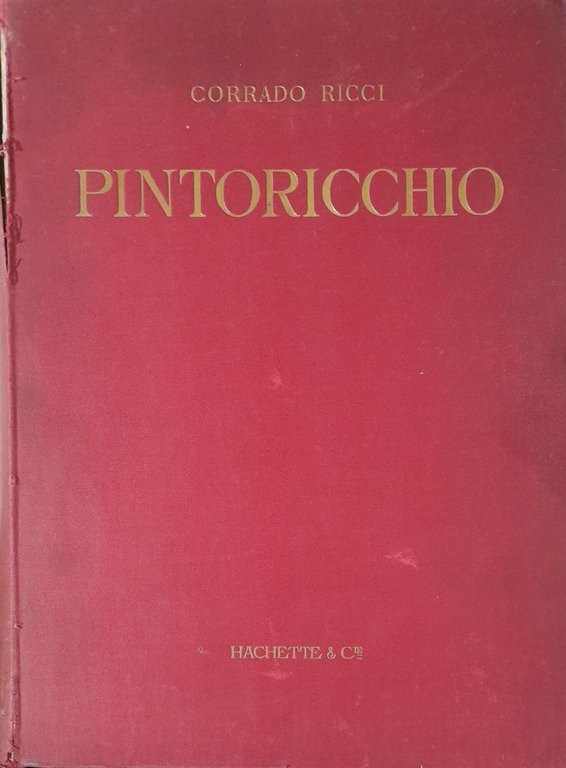 CORRADO RICCI
PINTORICCHIO
HACHETTE & Cᴵᴱ